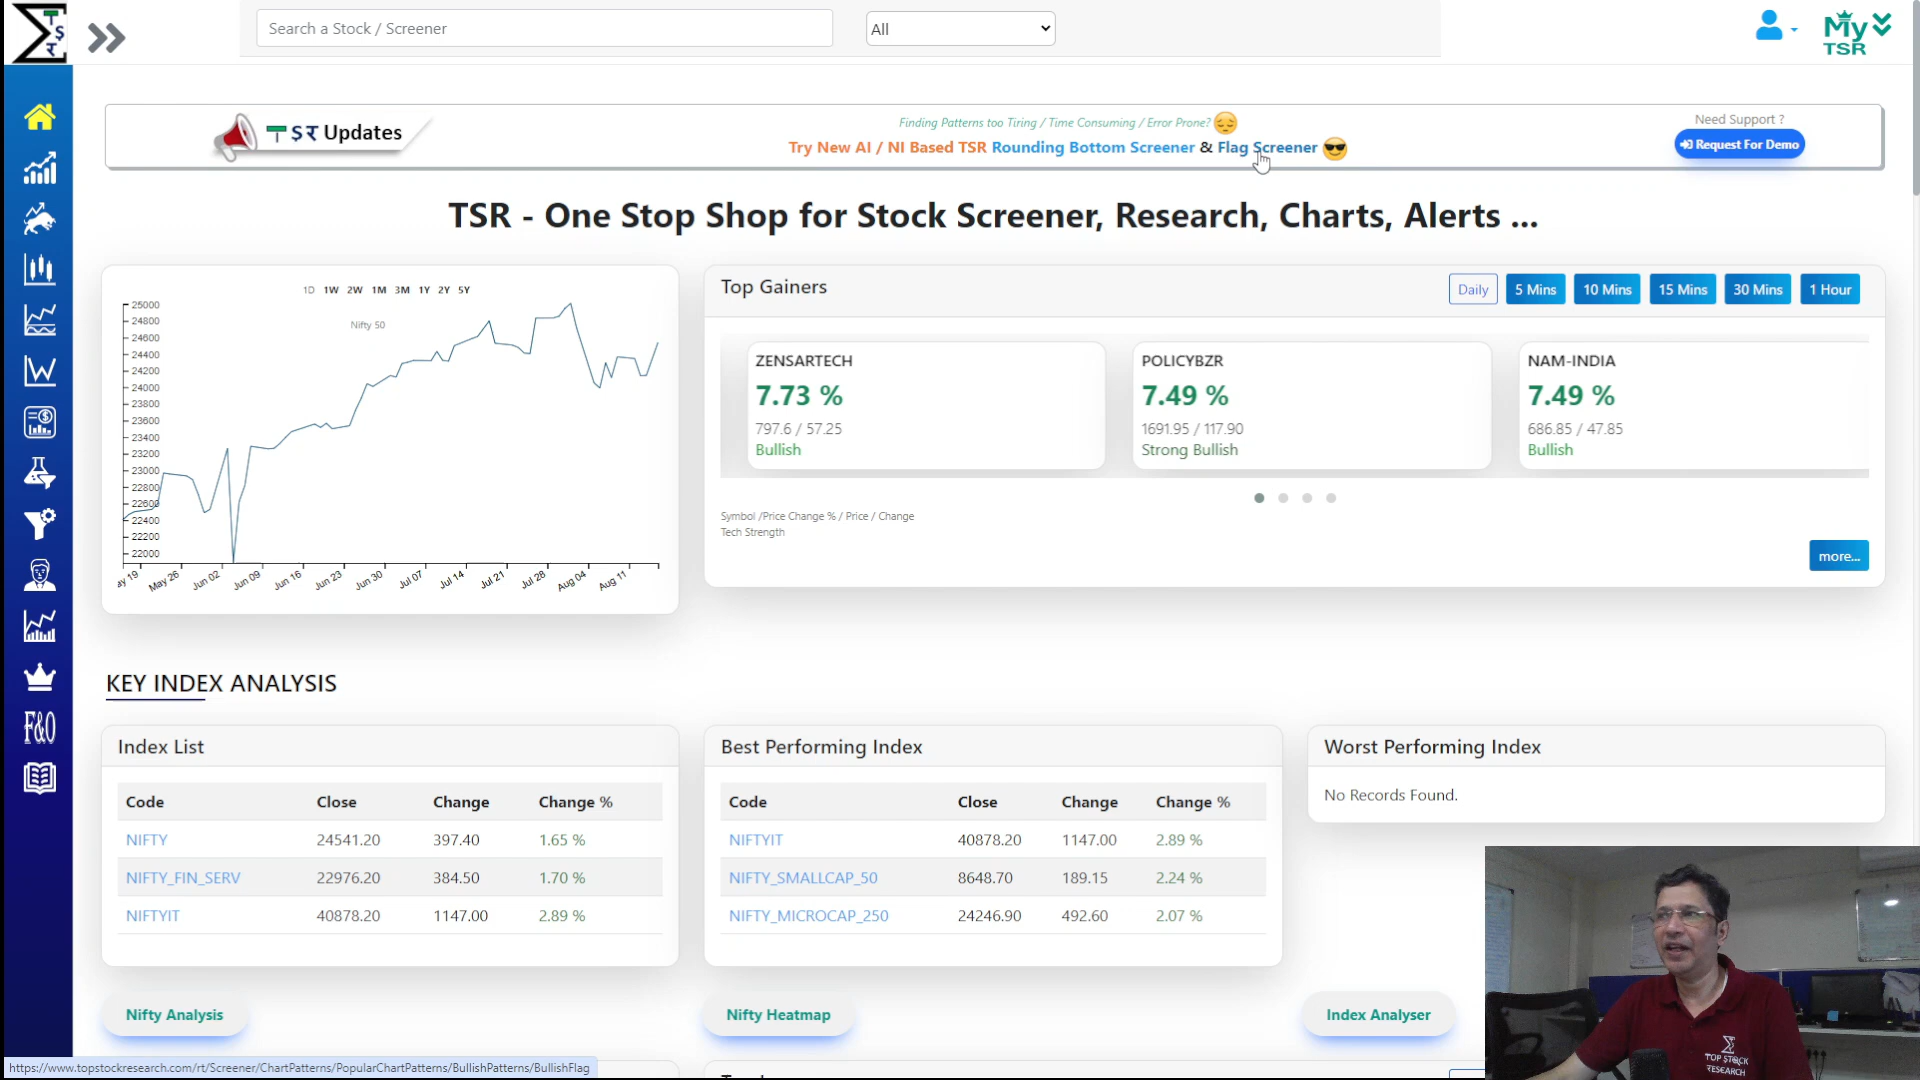 T S ₹
Search a Stock / Screener
All
My
TSR
TSR Updates
Finding Patterns too Tiring / Time Consuming / Error Prone?
Try New AI / NI Based TSR Rounding Bottom Screener & Flag Screener
Need Support ?
Request For Demo
TSR - One Stop Shop for Stock Screener, Research, Charts, Alerts ...
1D 1W 2W 1M 3M 1Y 2Y 5Y
Nifty 50
25000
24800
24600
24400
24200
24000
23800
23600
23400
23200
23000
22800
22600
22400
22200
22000
ay 19 May 26 Jun 02 Jun 09 Jun 16 Jun 23 Jun 30 Jul 07 Jul 14 Jul 21 Jul 28 Aug 04 Aug 11
Top Gainers
Daily 5 Mins 10 Mins 15 Mins 30 Mins 1 Hour
ZENSARTECH
7.73 %
797.6 / 57.25
Bullish
POLICYBZR
7.49 %
1691.95 / 117.90
Strong Bullish
NAM-INDIA
7.49 %
686.85 / 47.85
Bullish
Symbol /Price Change % / Price / Change
Tech Strength
more...
KEY INDEX ANALYSIS
Index List
Code Close Change Change %
NIFTY 24541.20 397.40 1.65 %
NIFTY_FIN_SERV 22976.20 384.50 1.70 %
NIFTYIT 40878.20 1147.00 2.89 %
Best Performing Index
Code Close Change Change %
NIFTYIT 40878.20 1147.00 2.89 %
NIFTY_SMALLCAP_50 8648.70 189.15 2.24 %
NIFTY_MICROCAP_250 24246.90 492.60 2.07 %
Worst Performing Index
No Records Found.
Nifty Analysis
Nifty Heatmap
Index Analyser
F&O
TOP STOCK
RESEARCH
https://www.topstockresearch.com/rt/Screener/ChartPatterns/PopularChartPatterns/BullishPatterns/BullishFlag